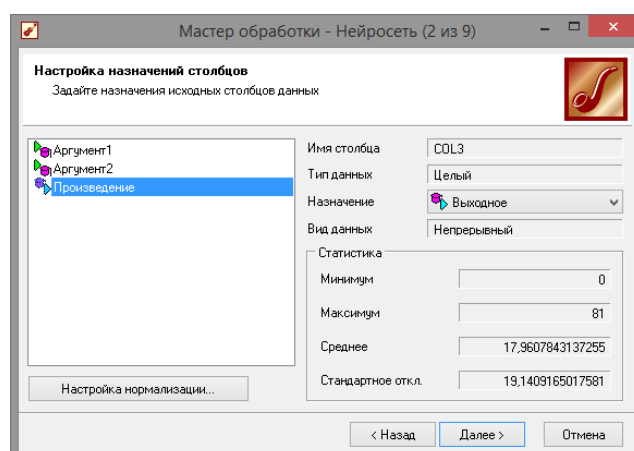 Мастер обработки - Нейросеть (2 из 9)
Настройка назначений столбцов
Задайте назначения исходных столбцов данных
Аргумент1
Аргумент2
Произведение
Настройка нормализации...
Имя столбца COL3
Тип данных Целый
Назначение Выходное
Вид данных Непрерывный
Статистика
Минимум 0
Максимум 81
Среднее 17,9607843137255
Стандартное откл. 19,1409165017581
< Назад Далее > Отмена